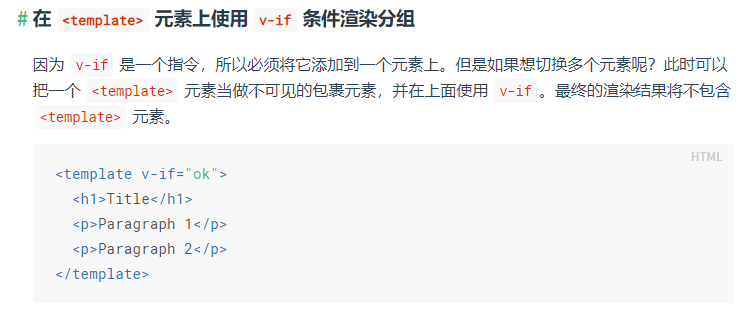 # 在 <template> 元素上使用 v-if 条件渲染分组
因为 v-if 是一个指令，所以必须将它添加到一个元素上。但是如果想切换多个元素呢？此时可以
把一个 <template> 元素当做不可见的包裹元素，并在上面使用 v-if 。最终的渲染结果将不包含
<template> 元素。
HTML
<template v-if="ok">
  <h1>Title</h1>
  <p>Paragraph 1</p>
  <p>Paragraph 2</p>
</template>